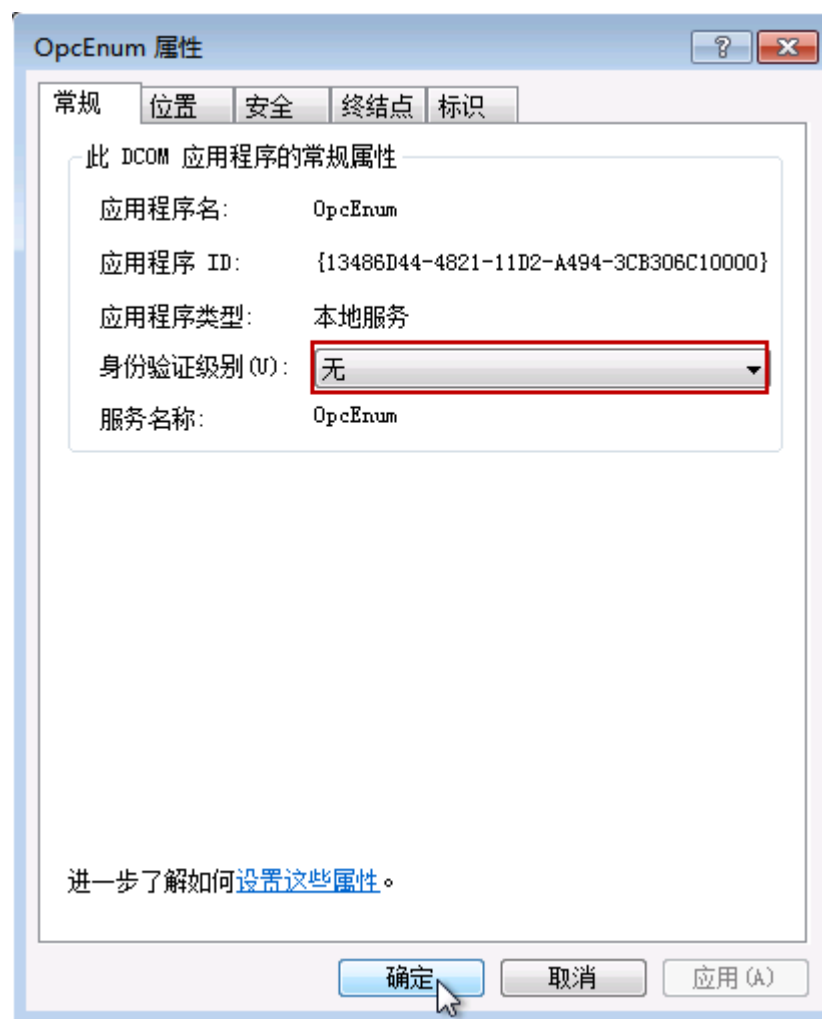 OpcEnum 属性
常规 位置 安全 终结点 标识
此 DCOM 应用程序的常规属性
应用程序名: OpcEnum
应用程序 ID: {13486D44-4821-11D2-A494-3CB306C10000}
应用程序类型: 本地服务
身份验证级别(U): 无
服务名称: OpcEnum
进一步了解如何设置这些属性。
确定 取消 应用(A)